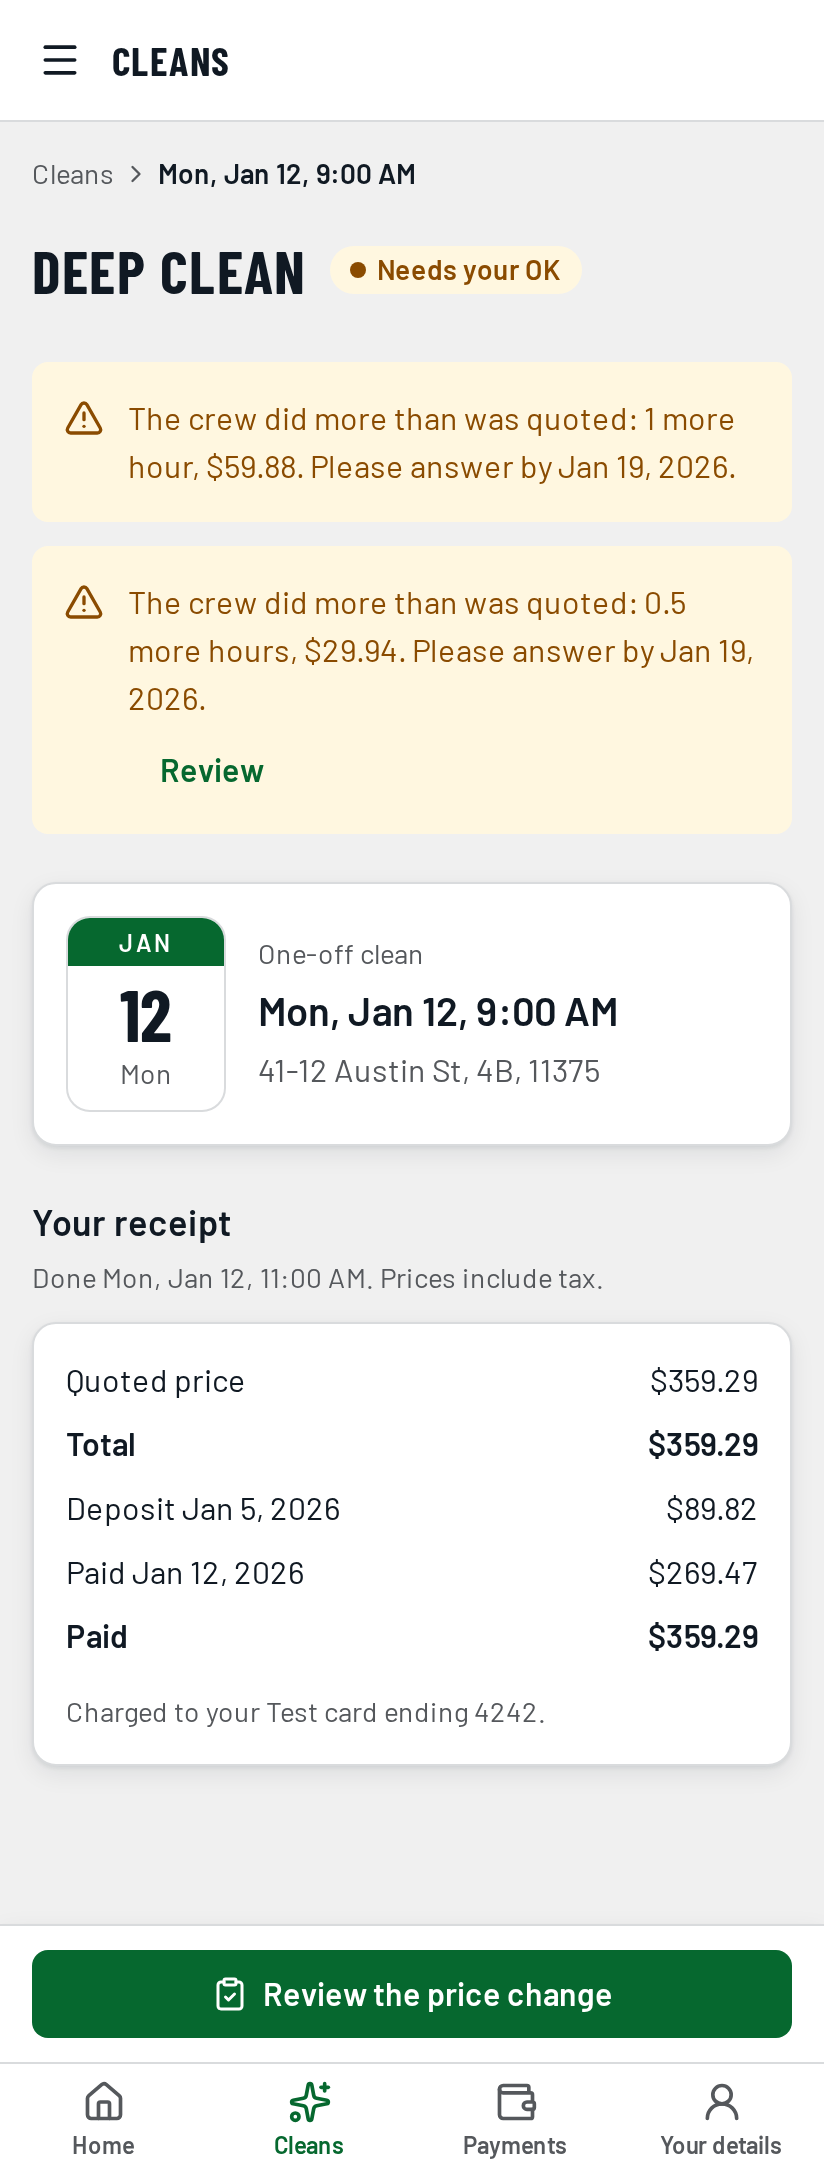 CLEANS
Cleans > Mon, Jan 12, 9:00 AM
DEEP CLEAN
Needs your OK
The crew did more than was quoted: 1 more
hour, $59.88. Please answer by Jan 19, 2026.
The crew did more than was quoted: 0.5
more hours, $29.94. Please answer by Jan 19,
2026.
Review
JAN
12
Mon
One-off clean
Mon, Jan 12, 9:00 AM
41-12 Austin St, 4B, 11375
Your receipt
Done Mon, Jan 12, 11:00 AM. Prices include tax.
Quoted price $359.29
Total $359.29
Deposit Jan 5, 2026 $89.82
Paid Jan 12, 2026 $269.47
Paid $359.29
Charged to your Test card ending 4242.
Review the price change
Home Cleans Payments Your details